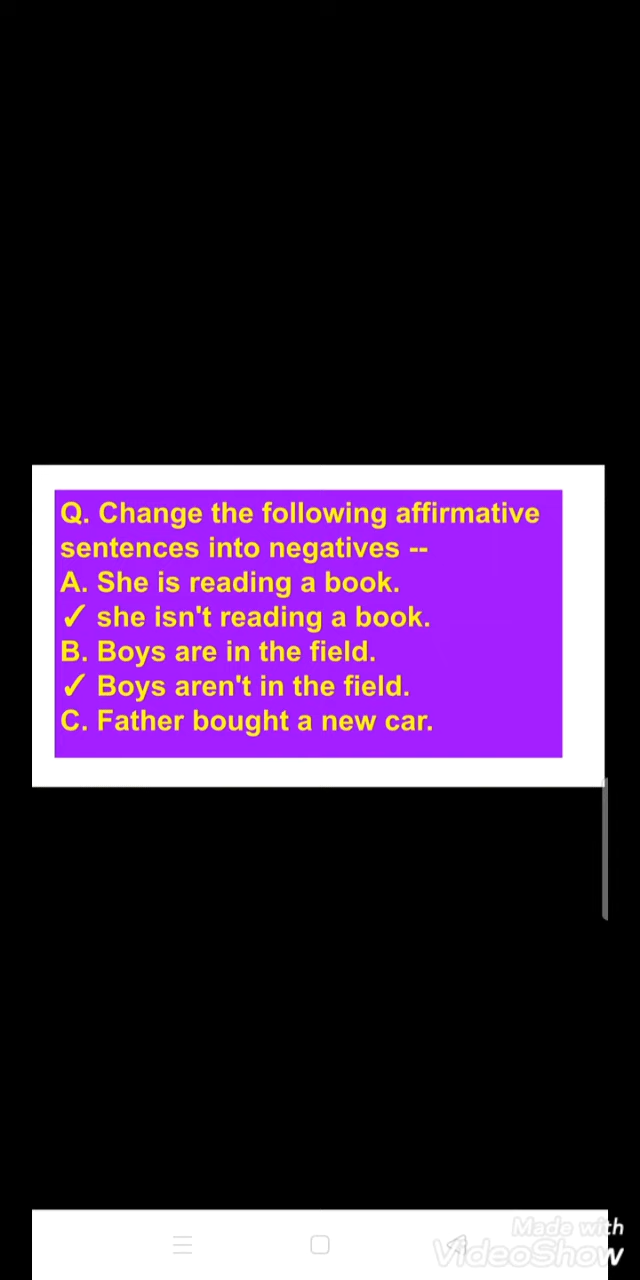 Q. Change the following affirmative
sentences into negatives --
A. She is reading a book.
✓ she isn't reading a book.
B. Boys are in the field.
✓ Boys aren't in the field.
C. Father bought a new car.
Made with
VideoShow